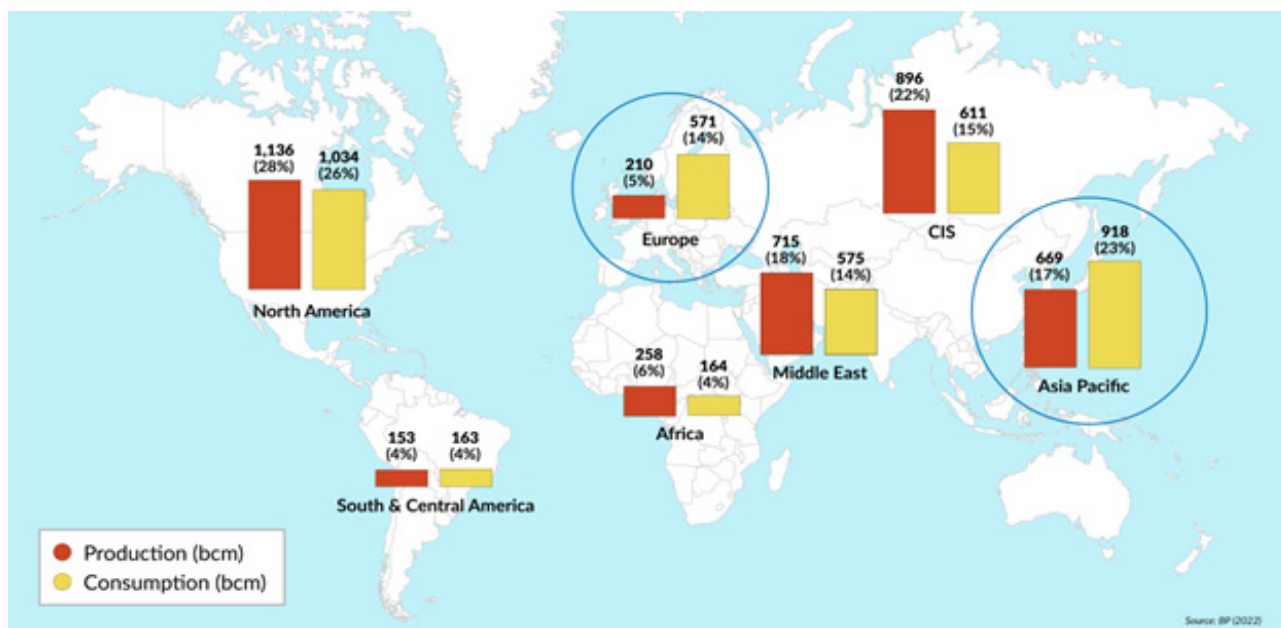 1,136
(28%)
1,034
(26%)
North America
210
(5%)
571
(14%)
Europe
896
(22%)
611
(15%)
CIS
715
(18%)
575
(14%)
Middle East
669
(17%)
918
(23%)
Asia Pacific
258
(6%)
164
(4%)
Africa
153
(4%)
163
(4%)
South & Central America
Production (bcm)
Consumption (bcm)
Source: BP (2022)